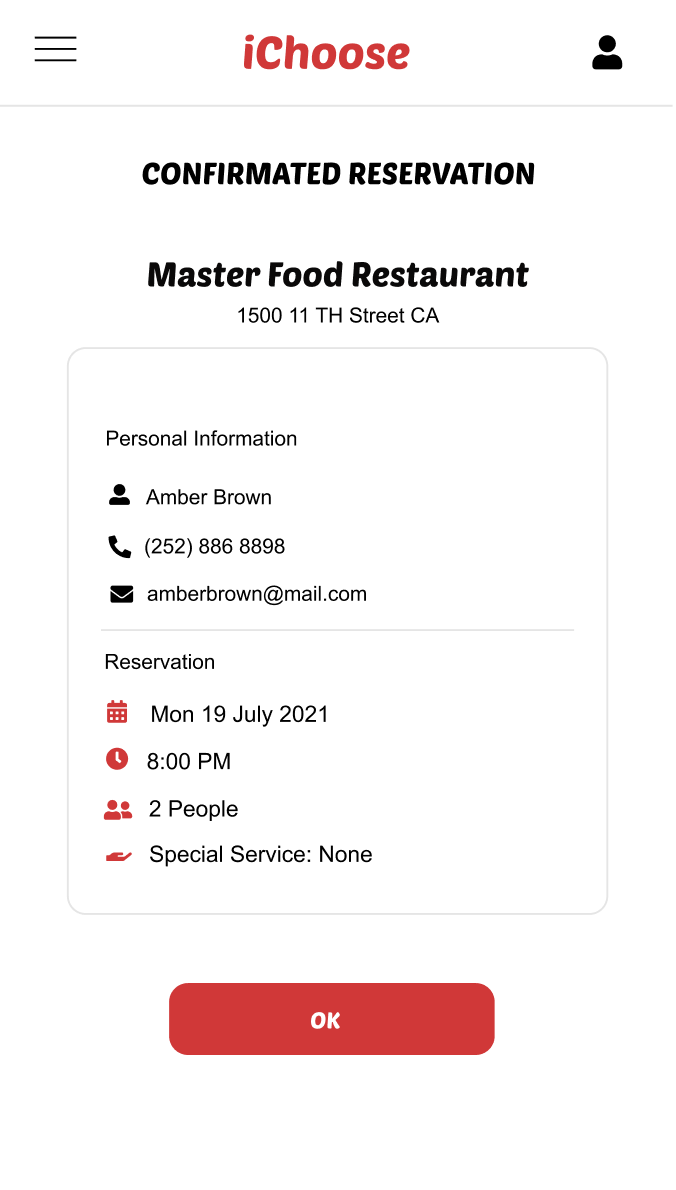 iChoose
CONFIRMATED RESERVATION
Master Food Restaurant
1500 11 TH Street CA
Personal Information
Amber Brown
(252) 886 8898
amberbrown@mail.com
Reservation
Mon 19 July 2021
8:00 PM
2 People
Special Service: None
OK